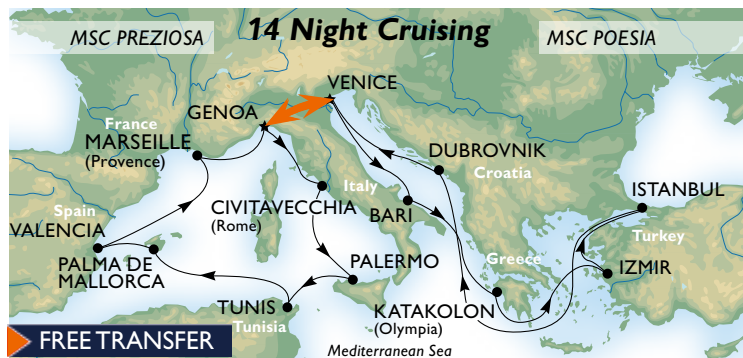 MSC PREZIOSA
14 Night Cruising
MSC POESIA
VENICE
GENOA
France
MARSEILLE
(Provence)
DUBROVNIK
Croatia
Italy
CIVITAVECCHIA
(Rome)
BARI
ISTANBUL
Turkey
Spain
VALENCIA
PALMA DE
MALLORCA
PALERMO
Greece
IZMIR
TUNIS
Tunisia
KATAKOLON
(Olympia)
FREE TRANSFER
Mediterranean Sea